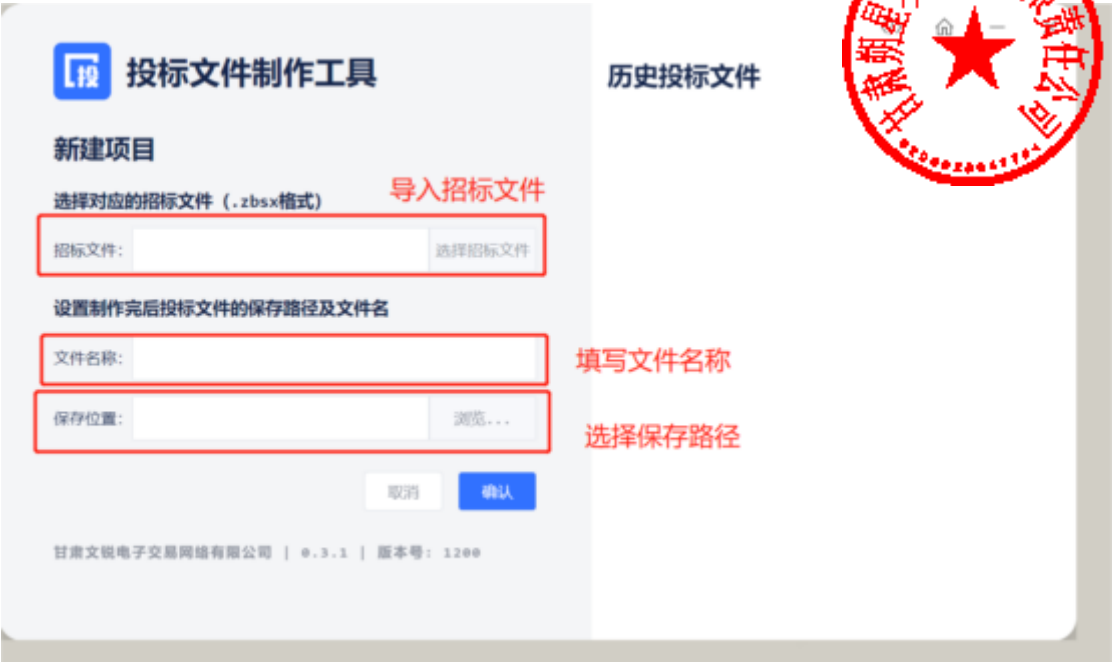 投标文件制作工具
历史投标文件
新建项目
选择对应的招标文件（.zbsx格式）
导入招标文件
招标文件：
选择招标文件
设置制作完后投标文件的保存路径及文件名
文件名称：
填写文件名称
保存位置：
浏览...
选择保存路径
取消
确认
甘肃文锐电子交易网络有限公司 | 0.3.1 | 版本号: 1200